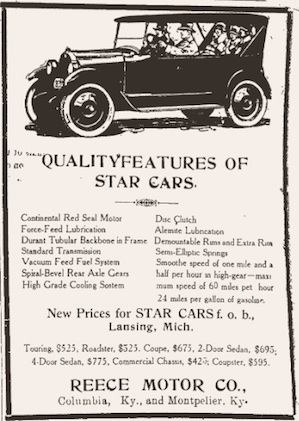 QUALITY FEATURES OF
STAR CARS.
Continental Red Seal Motor
Force-Feed Lubrication
Durant Tubular Backbone in Frame
Standard Transmission
Vacuum Feed Fuel System
Spiral-Bevel Rear Axle Gears
High Grade Cooling Sostem
Disc Clutch
Alemite Lubrication
Demountable Runs and Extra Run
Semi-Elliptic Springs
Smoothe speed of one mile and a
half per hour in high-gear—maxi
mum speed of 60 miles pet hour
24 miles per gallon of gasoline.
New Prices for STAR CARS f. o. b.,
Lansing, Mich.
Touring, $525, Roadster, $525. Coupe, $675, 2-Door Sedan, $695,
4-Door Sedan, $775, Commercial Chassis, Coupster, $595.
REECE MOTOR CO.,
Columbia, Ky., and Montpelier, Ky.